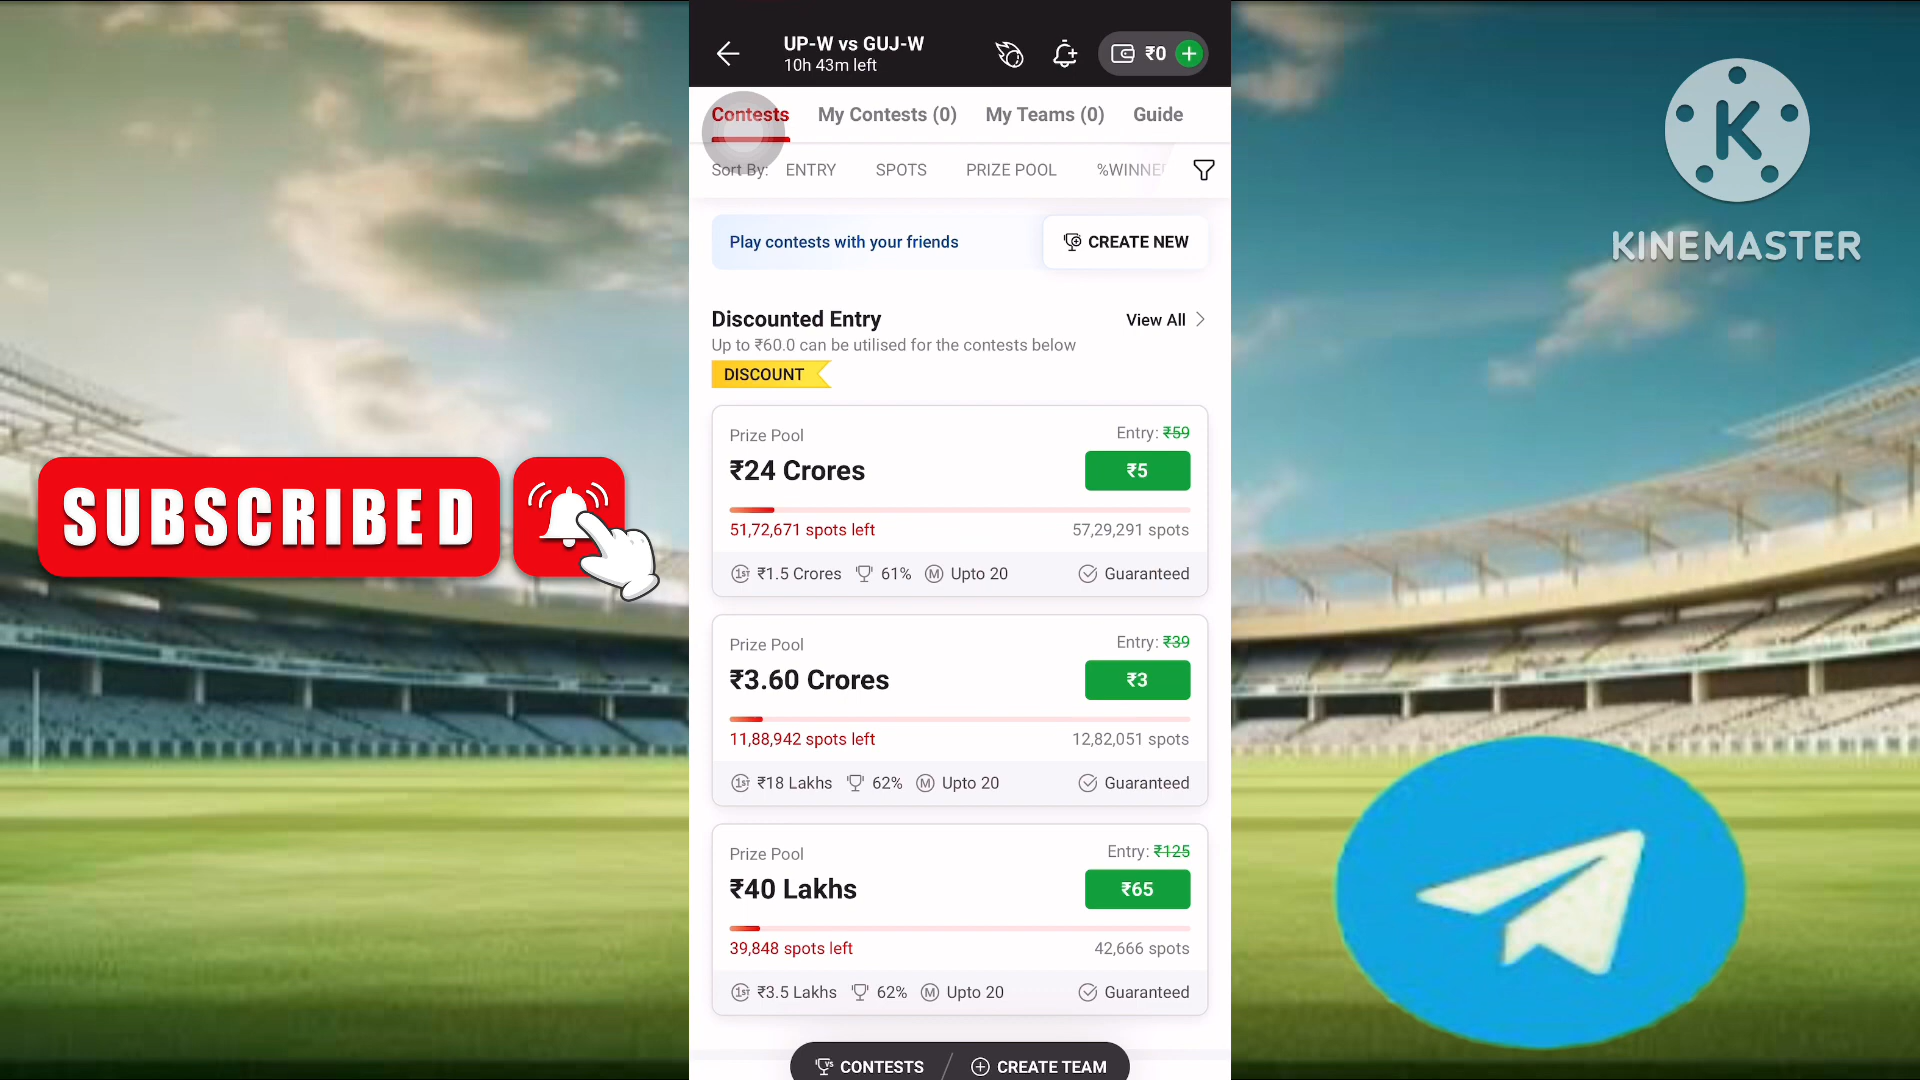 UP-W vs GUJ-W
10h 43m left
₹0
Contests My Contests (0) My Teams (0) Guide
Sort By: ENTRY SPOTS PRIZE POOL
Play contests with your friends CREATE NEW
Discounted Entry View All
Up to ₹60.0 can be utilised for the contests below
DISCOUNT
Prize Pool Entry: ₹59
₹24 Crores ₹5
51,72,671 spots left 57,29,291 spots
1ST ₹1.5 Crores 61% M Upto 20 Guaranteed
Prize Pool Entry: ₹39
₹3.60 Crores ₹3
11,88,942 spots left 12,82,051 spots
1ST ₹18 Lakhs 62% M Upto 20 Guaranteed
Prize Pool Entry: ₹125
₹40 Lakhs ₹65
39,848 spots left 42,666 spots
1ST ₹3.5 Lakhs 62% M Upto 20 Guaranteed
CONTESTS CREATE TEAM
SUBSCRIBED
K
KINEMASTER